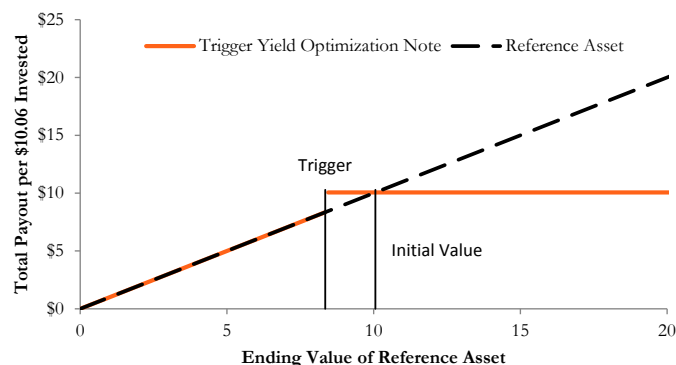 $25
Trigger Yield Optimization Note
Reference Asset
$20
$15
$10
$5
$0
Total Payout per $10.06 Invested
Trigger
Initial Value
0
5
10
15
20
Ending Value of Reference Asset